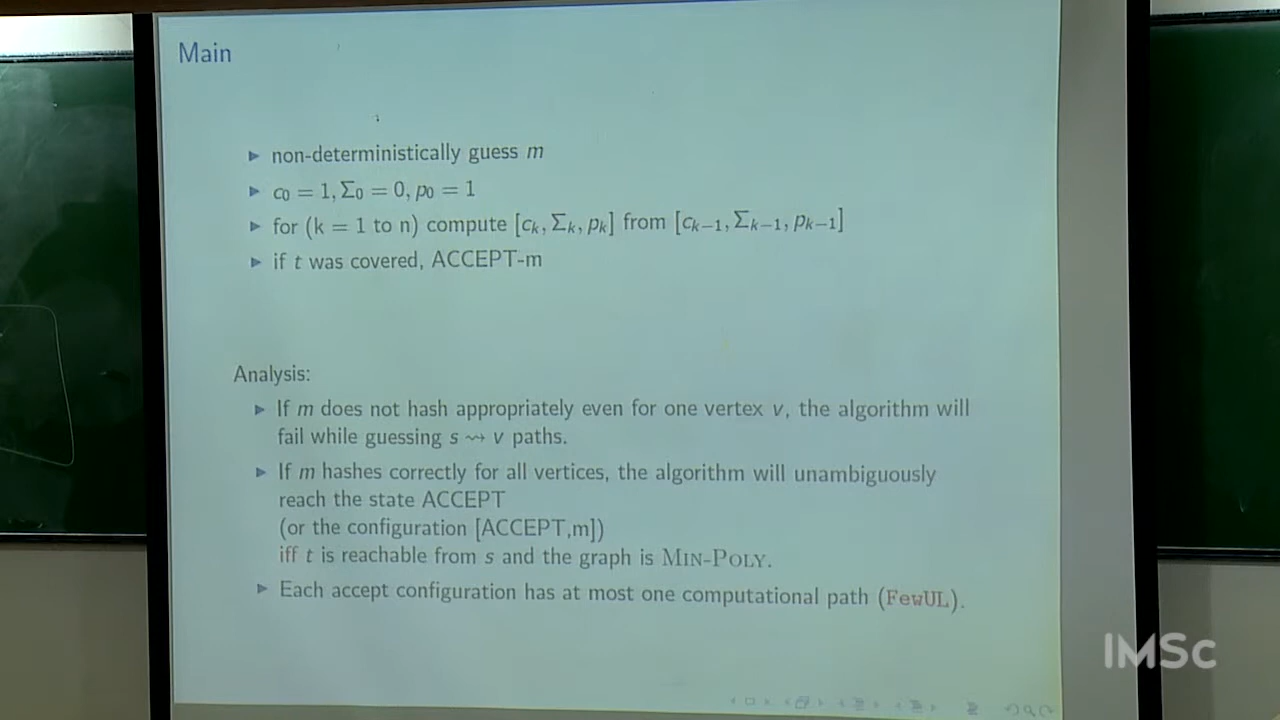 Main
▶ non-deterministically guess m
▶ c₀ = 1, Σ₀ = 0, p₀ = 1
▶ for (k = 1 to n) compute [cₖ, Σₖ, pₖ] from [cₖ₋₁, Σₖ₋₁, pₖ₋₁]
▶ if t was covered, ACCEPT-m
Analysis:
▶ If m does not hash appropriately even for one vertex v, the algorithm will
fail while guessing s ⇝ v paths.
▶ If m hashes correctly for all vertices, the algorithm will unambiguously
reach the state ACCEPT
(or the configuration [ACCEPT,m])
iff t is reachable from s and the graph is MIN-POLY.
▶ Each accept configuration has at most one computational path (FewUL).
IMSc